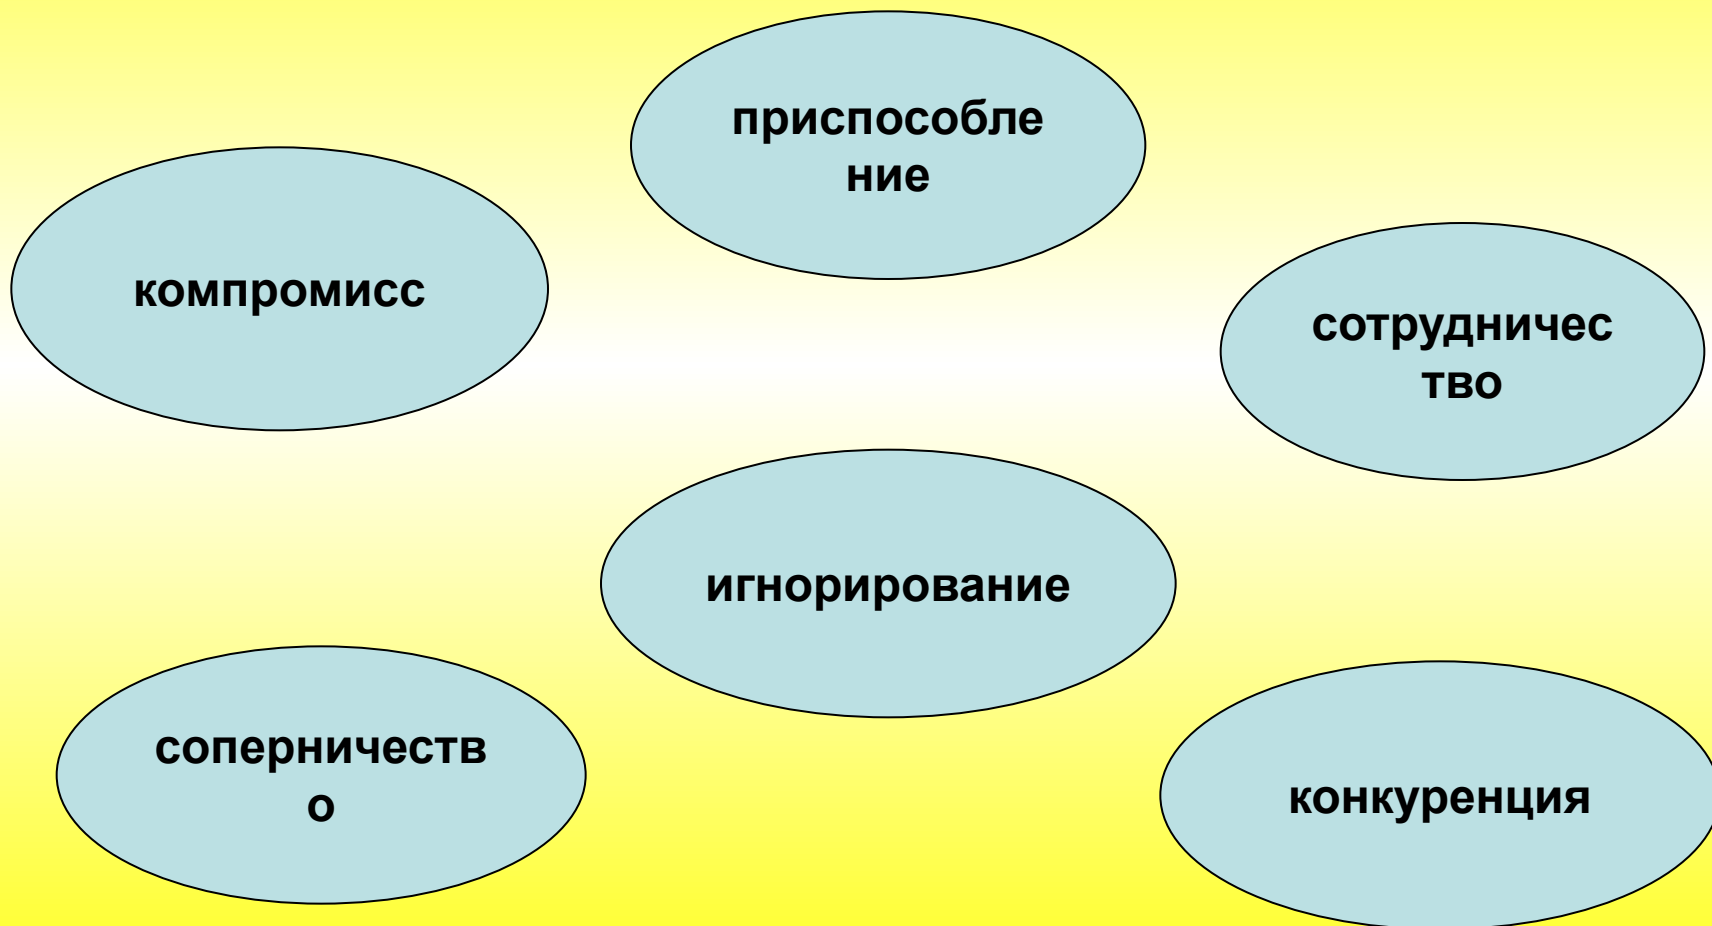 приспособле
ние
компромисс
сотрудничес
тво
игнорирование
соперничеств
о
конкуренция